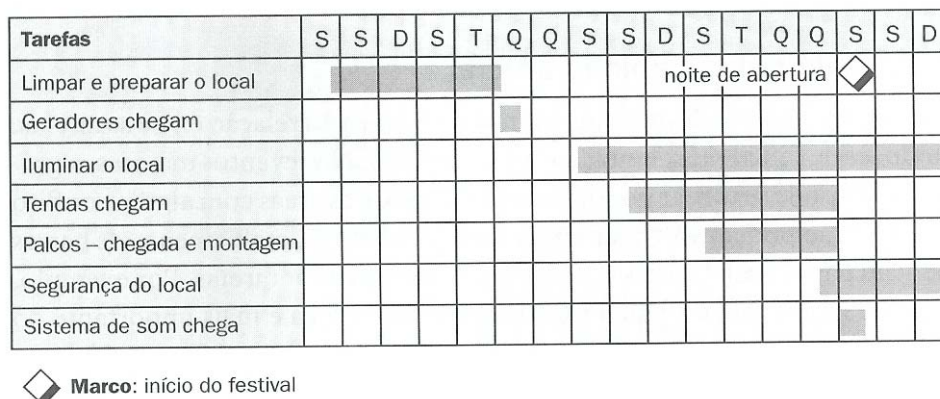 Tarefas S S D S T Q Q S S D S T Q Q S S D
Limpar e preparar o local noite de abertura
Geradores chegam
Iluminar o local
Tendas chegam
Palcos – chegada e montagem
Segurança do local
Sistema de som chega
Marco: início do festival